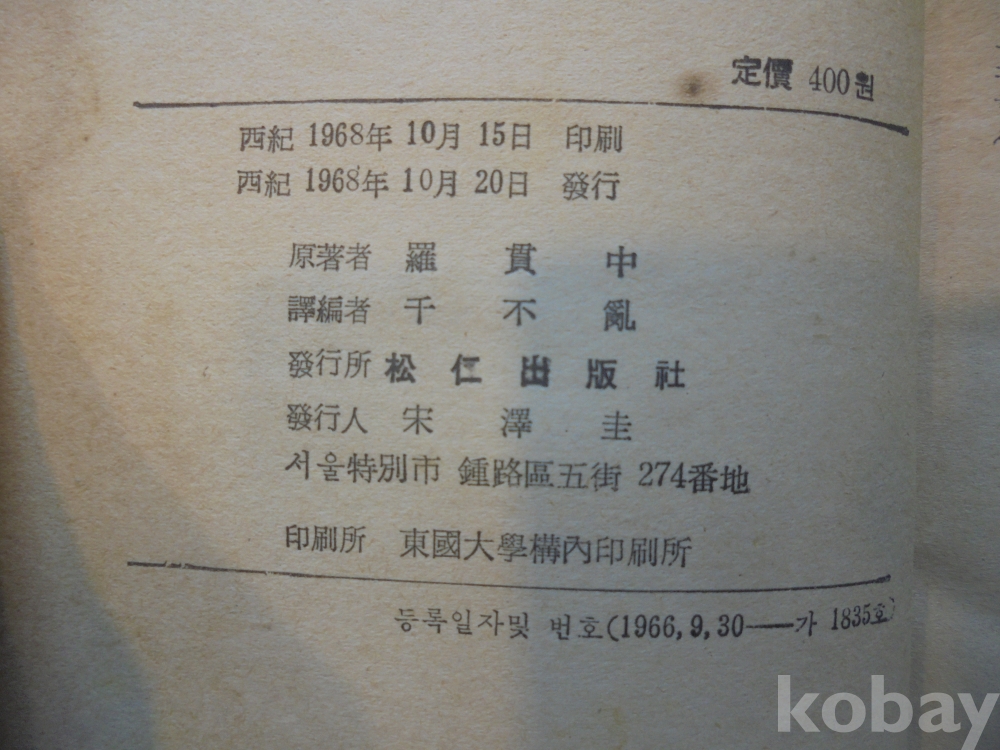 定價 400원
西紀 1968年 10月 15日 印刷
西紀 1968年 10月 20日 發行
原著者 羅貫中
譯編者 千不亂
發行所 松仁出版社
發行人 宋澤圭
서울特別市 鍾路區五街 274番地
印刷所 東國大學構內印刷所
등록일자및 번호(1966,9,30——가 1835호)
kobay